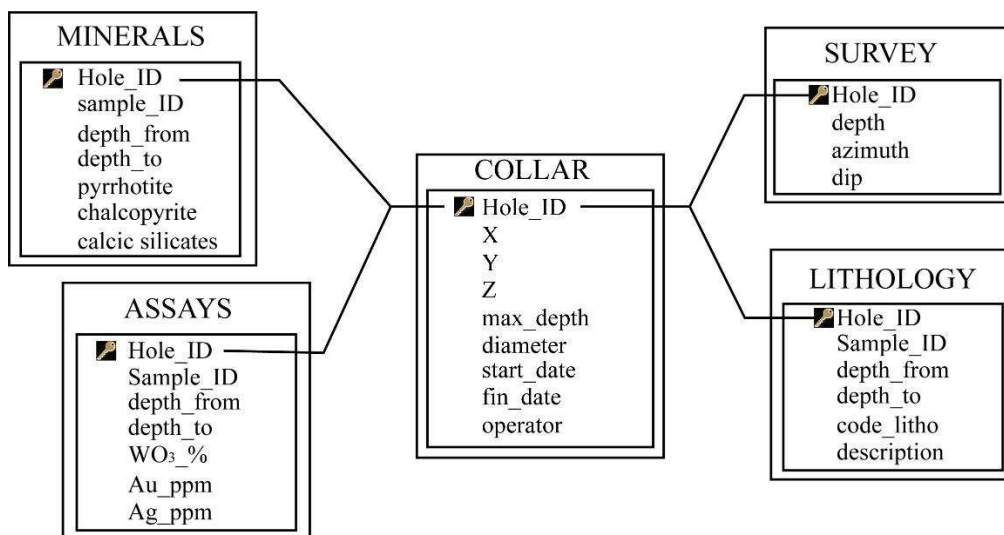 MINERALS
Hole_ID
sample_ID
depth_from
depth_to
pyrrhotite
chalcopyrite
calcic silicates
ASSAYS
Hole_ID
Sample_ID
depth_from
depth_to
WO₃_%
Au_ppm
Ag_ppm
COLLAR
Hole_ID
X
Y
Z
max_depth
diameter
start_date
fin_date
operator
SURVEY
Hole_ID
depth
azimuth
dip
LITHOLOGY
Hole_ID
Sample_ID
depth_from
depth_to
code_litho
description